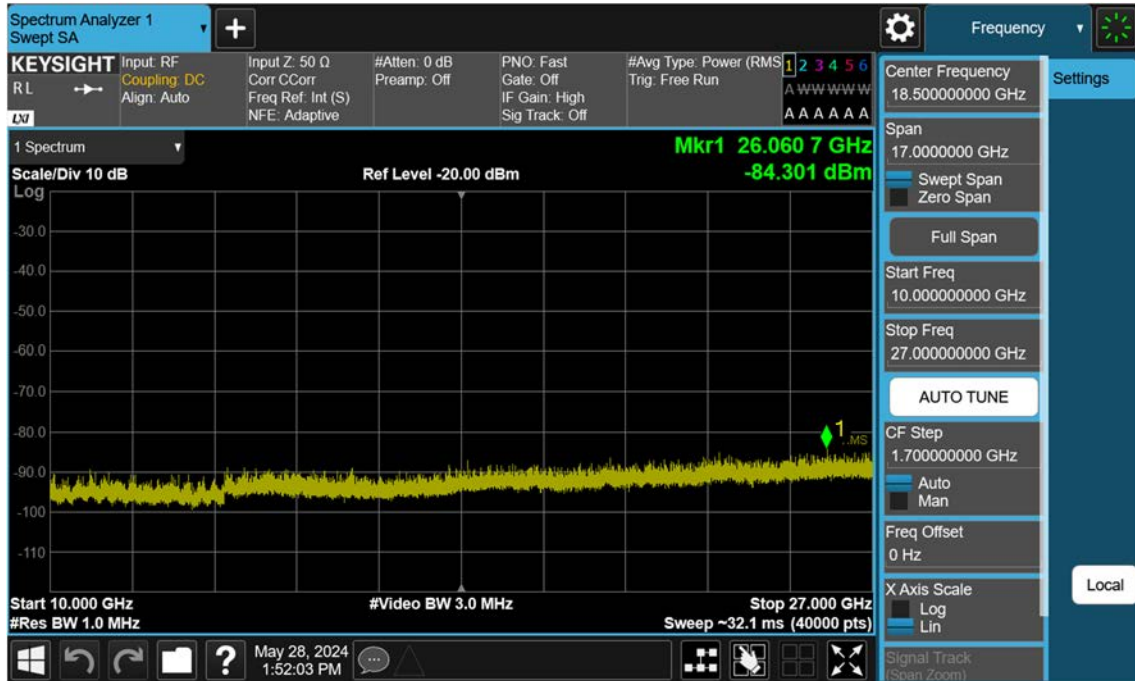 Spectrum Analyzer 1
Swept SA
Frequency
KEYSIGHT
R L
LXI
Input: RF
Coupling: DC
Align: Auto
Input Z: 50 Ω
Corr CCorr
Freq Ref: Int (S)
NFE: Adaptive
#Atten: 0 dB
Preamp: Off
PNO: Fast
Gate: Off
IF Gain: High
Sig Track: Off
#Avg Type: Power (RMS
Trig: Free Run
1 2 3 4 5 6
A W W W W W
A A A A A A
1 Spectrum
Mkr1 26.060 7 GHz
Scale/Div 10 dB
Ref Level -20.00 dBm
-84.301 dBm
Log
-30.0
-40.0
-50.0
-60.0
-70.0
-80.0
-90.0
-100
-110
1
MS
Start 10.000 GHz
#Video BW 3.0 MHz
Stop 27.000 GHz
#Res BW 1.0 MHz
Sweep ~32.1 ms (40000 pts)
?
May 28, 2024
1:52:03 PM
Center Frequency
18.500000000 GHz
Span
17.0000000 GHz
Swept Span
Zero Span
Full Span
Start Freq
10.000000000 GHz
Stop Freq
27.000000000 GHz
AUTO TUNE
CF Step
1.700000000 GHz
Auto
Man
Freq Offset
0 Hz
X Axis Scale
Log
Lin
Signal Track
(Span Zoom)
Settings
Local